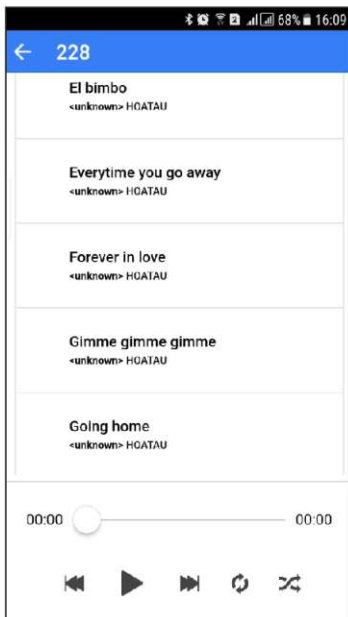 68% 16:09
228
El bimbo
<unknown> HOATAU
Everytime you go away
<unknown> HOATAU
Forever in love
<unknown> HOATAU
Gimme gimme gimme
<unknown> HOATAU
Going home
<unknown> HOATAU
00:00 00:00